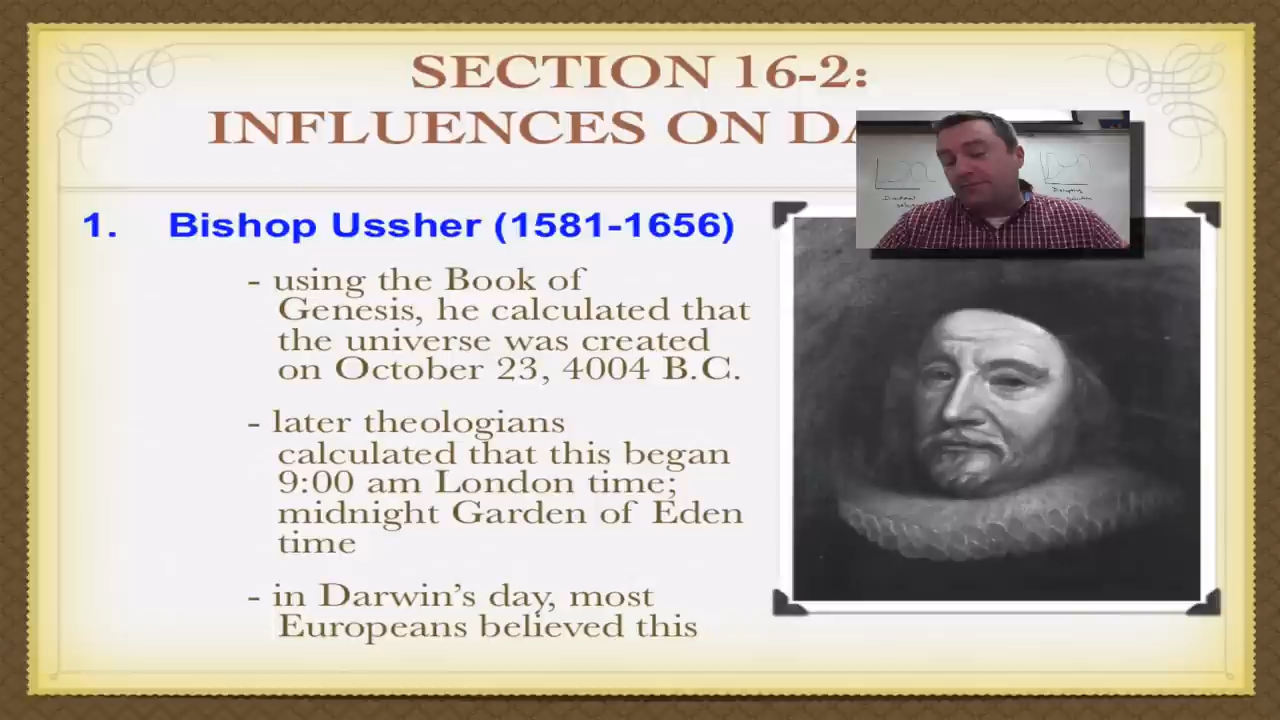 SECTION 16-2:
INFLUENCES ON DA
1. Bishop Ussher (1581-1656)
- using the Book of
Genesis, he calculated that
the universe was created
on October 23, 4004 B.C.
- later theologians
calculated that this began
9:00 am London time;
midnight Garden of Eden
time
- in Darwin's day, most
Europeans believed this